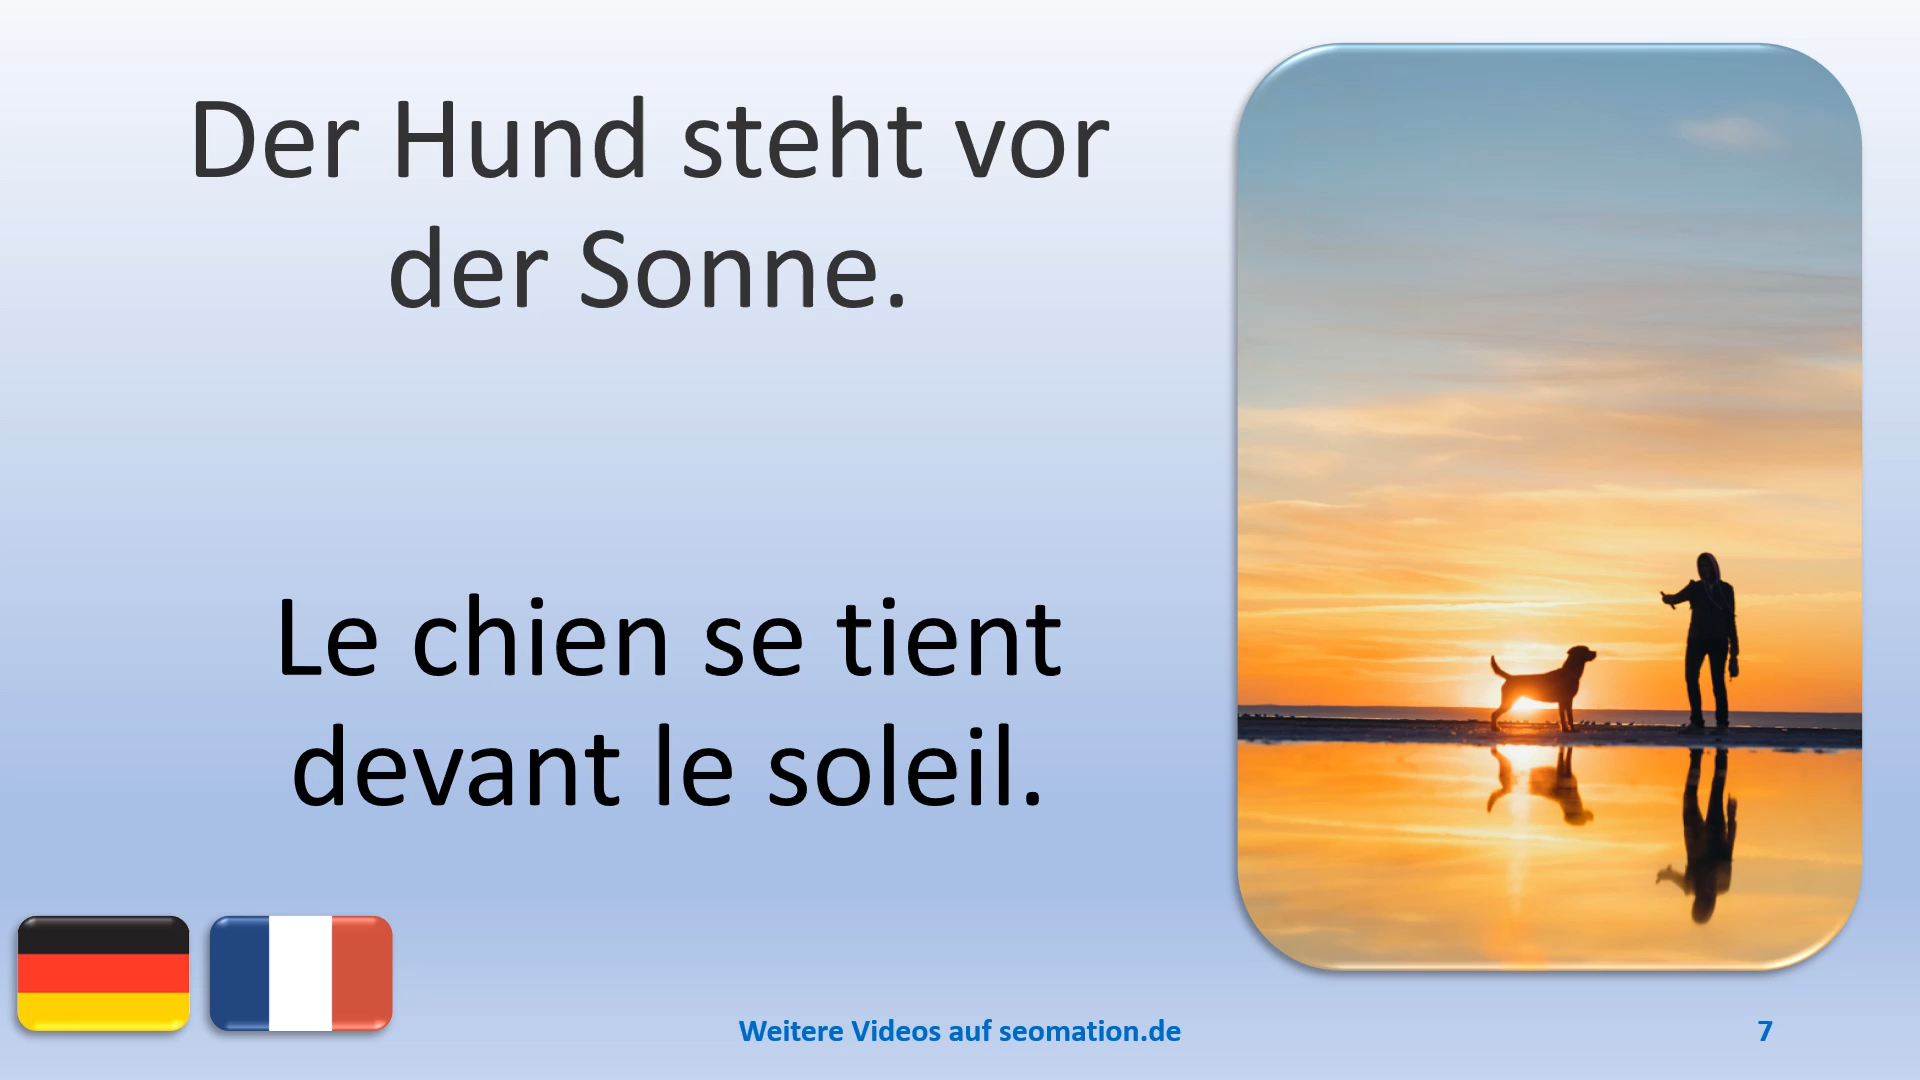 Der Hund steht vor
der Sonne.
Le chien se tient
devant le soleil.
Weitere Videos auf seomation.de
7